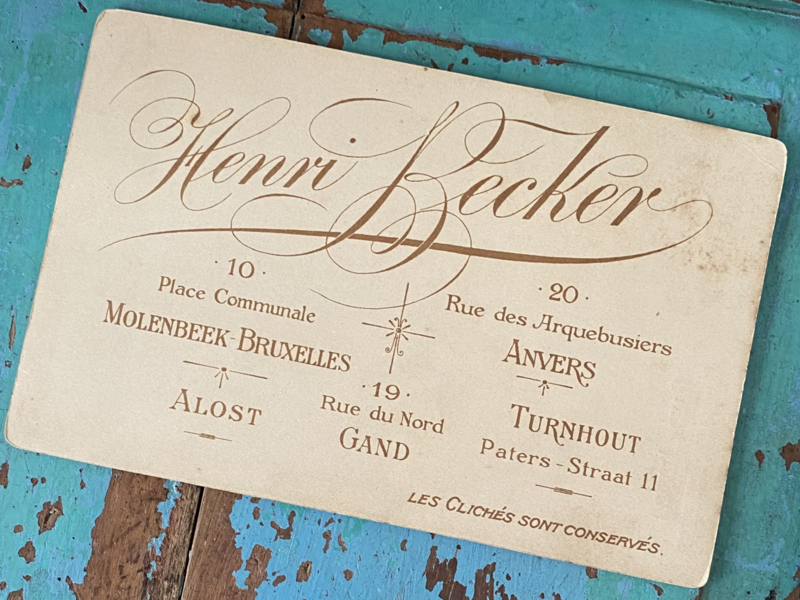 Henri Becker
· 10 ·
Place Communale
MOLENBEEK-BRUXELLES
ALOST
· 19 ·
Rue du Nord
GAND
· 20 ·
Rue des Arquebusiers
ANVERS
TURNHOUT
Paters-Straat 11
LES CLICHÉS SONT CONSERVÉS.